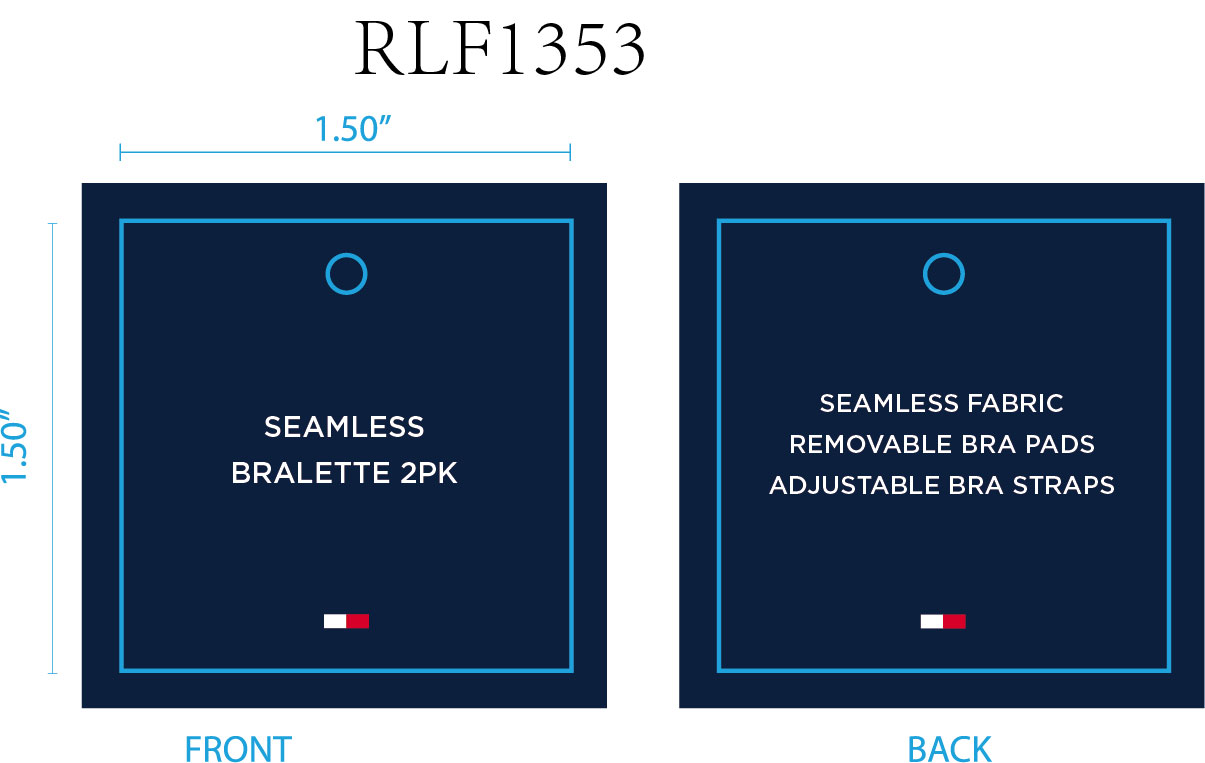 RLF1353
1.50”
1.50”
SEAMLESS
BRALETTE 2PK
SEAMLESS FABRIC
REMOVABLE BRA PADS
ADJUSTABLE BRA STRAPS
FRONT
BACK